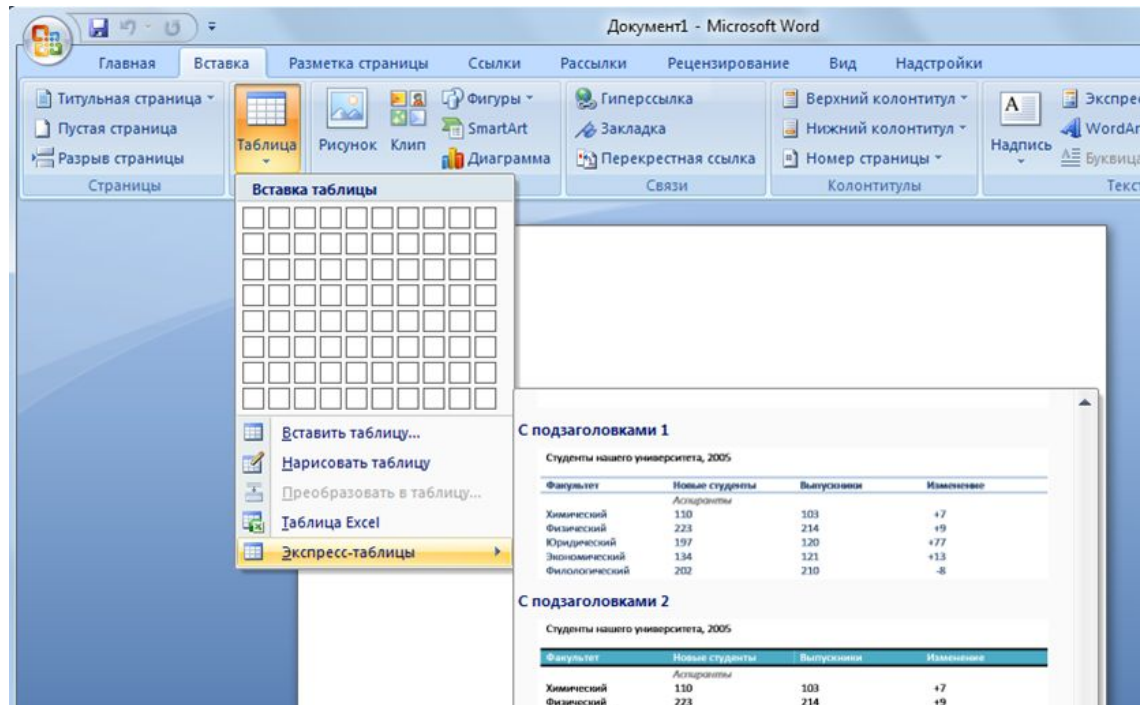 Документ1 - Microsoft Word
Главная Вставка Разметка страницы Ссылки Рассылки Рецензирование Вид Надстройки
Титульная страница
Пустая страница
Разрыв страницы
Страницы
Таблица
Рисунок
Клип
Фигуры
SmartArt
Диаграмма
Гиперссылка
Закладка
Перекрестная ссылка
Связи
Верхний колонтитул
Нижний колонтитул
Номер страницы
Колонтитулы
A
Надпись
Экспрес
WordAr
Буквица
Текст
Вставка таблицы
Вставить таблицу...
Нарисовать таблицу
Преобразовать в таблицу...
Таблица Excel
Экспресс-таблицы
С подзаголовками 1
Студенты нашего университета, 2005
Факультет Новые студенты Выпускники Изменение
Аспиранты
Химический 110 103 +7
Физический 223 214 +9
Юридический 197 120 +77
Экономический 134 121 +13
Филологический 202 210 -8
С подзаголовками 2
Студенты нашего университета, 2005
Факультет Новые студенты Выпускники Изменение
Аспиранты
Химический 110 103 +7
Физический 223 214 +9